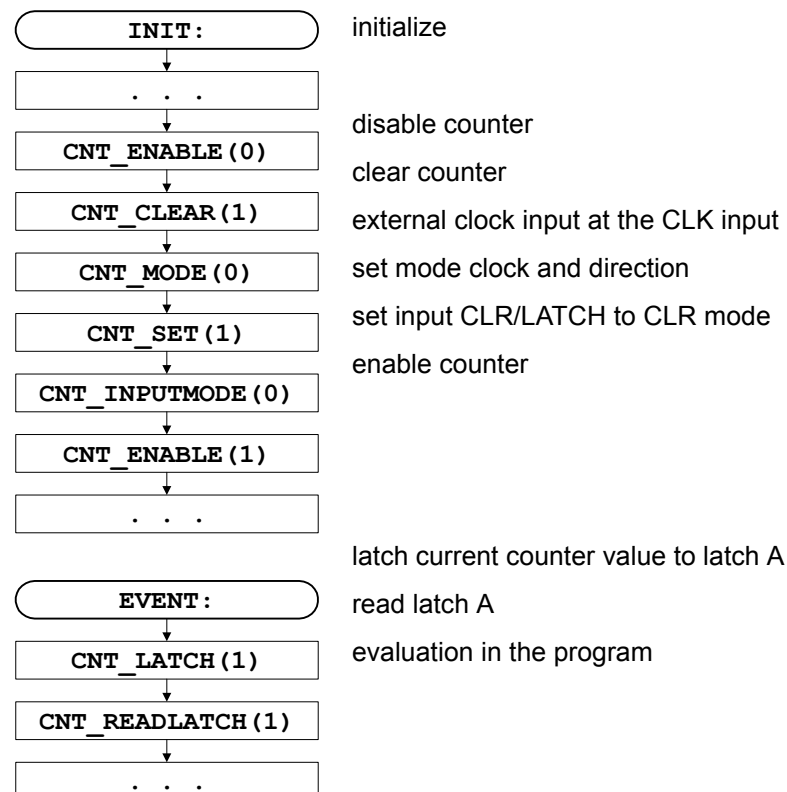 INIT:
initialize
. . .
disable counter
CNT_ENABLE(0)
clear counter
CNT_CLEAR(1)
external clock input at the CLK input
CNT_MODE(0)
set mode clock and direction
CNT_SET(1)
set input CLR/LATCH to CLR mode
enable counter
CNT_INPUTMODE(0)
CNT_ENABLE(1)
. . .
latch current counter value to latch A
EVENT:
read latch A
CNT_LATCH(1)
evaluation in the program
CNT_READLATCH(1)
. . .